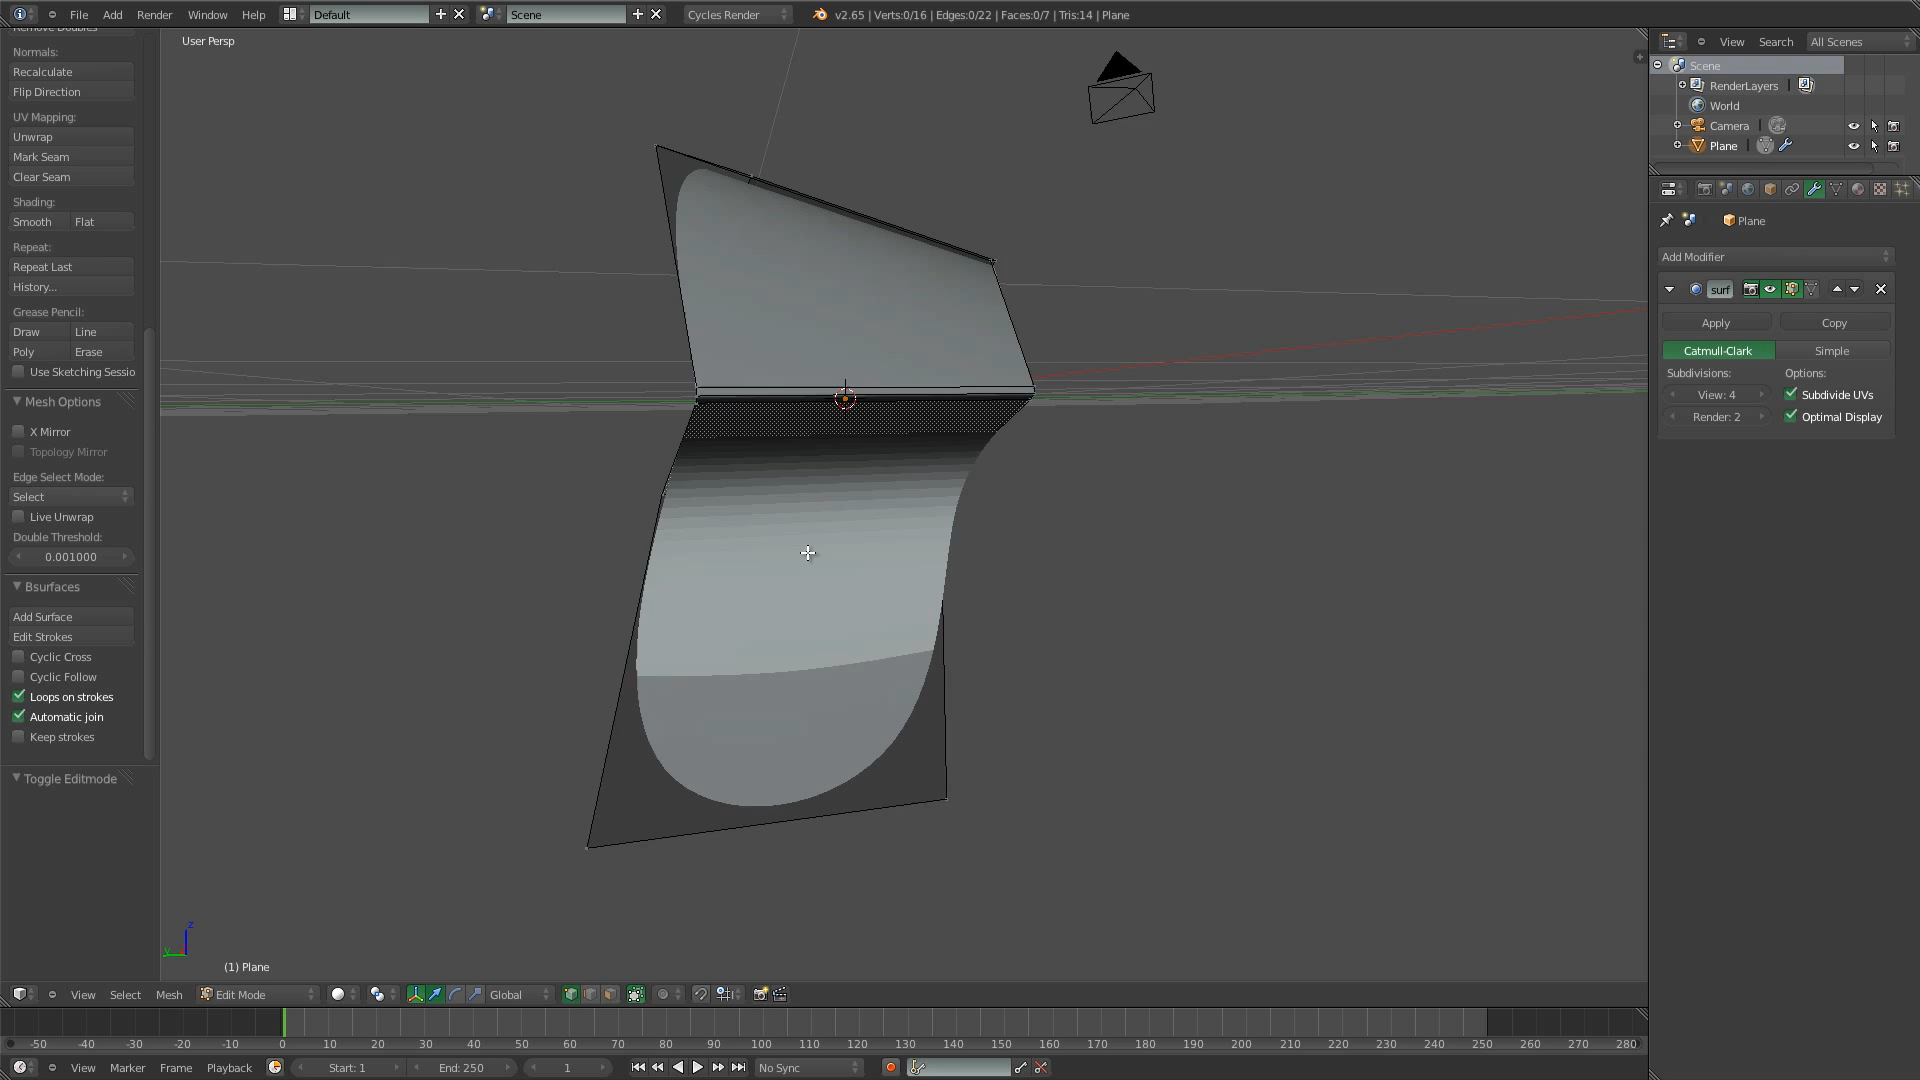 File Add Render Window Help Default Scene Cycles Render v2.65 | Verts:0/16 | Edges:0/22 | Faces:0/7 | Tris:14 | Plane
View Search All Scenes
Remove Doubles
User Persp
Normals:
Recalculate
Flip Direction
UV Mapping:
Unwrap
Mark Seam
Clear Seam
Shading:
Smooth Flat
Repeat:
Repeat Last
History...
Grease Pencil:
Draw Line
Poly Erase
Use Sketching Sessio
Mesh Options
X Mirror
Topology Mirror
Edge Select Mode:
Select
Live Unwrap
Double Threshold:
0.001000
Bsurfaces
Add Surface
Edit Strokes
Cyclic Cross
Cyclic Follow
Loops on strokes
Automatic join
Keep strokes
Toggle Editmode
z
y
(1) Plane
Scene
RenderLayers
World
Camera
Plane
Plane
Add Modifier
surf
Apply Copy
Catmull-Clark Simple
Subdivisions: Options:
View: 4 Subdivide UVs
Render: 2 Optimal Display
View Select Mesh Edit Mode Global
-50 -40 -30 -20 -10 0 10 20 30 40 50 60 70 80 90 100 110 120 130 140 150 160 170 180 190 200 210 220 230 240 250 260 270 280
View Marker Frame Playback Start: 1 End: 250 1 No Sync